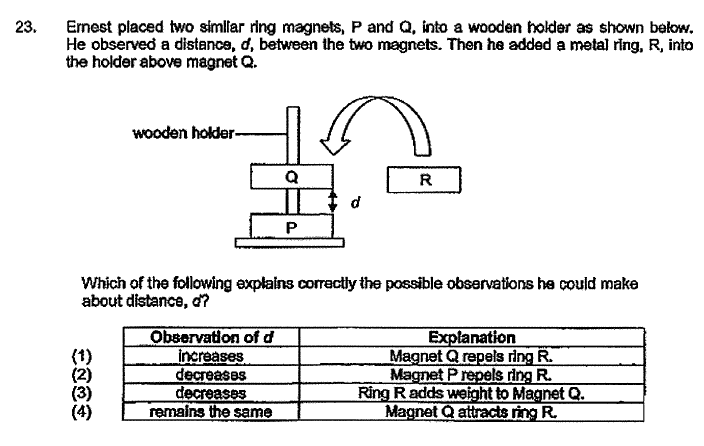 23. Ernest placed two similar ring magnets, P and Q, into a wooden holder as shown below.
He observed a distance, d, between the two magnets. Then he added a metal ring, R, into
the holder above magnet Q.
wooden holder
Q
R
d
P
Which of the following explains correctly the possible observations he could make
about distance, d?
Observation of d Explanation
(1) increases Magnet Q repels ring R.
(2) decreases Magnet P repels ring R.
(3) decreases Ring R adds weight to Magnet Q.
(4) remains the same Magnet Q attracts ring R.